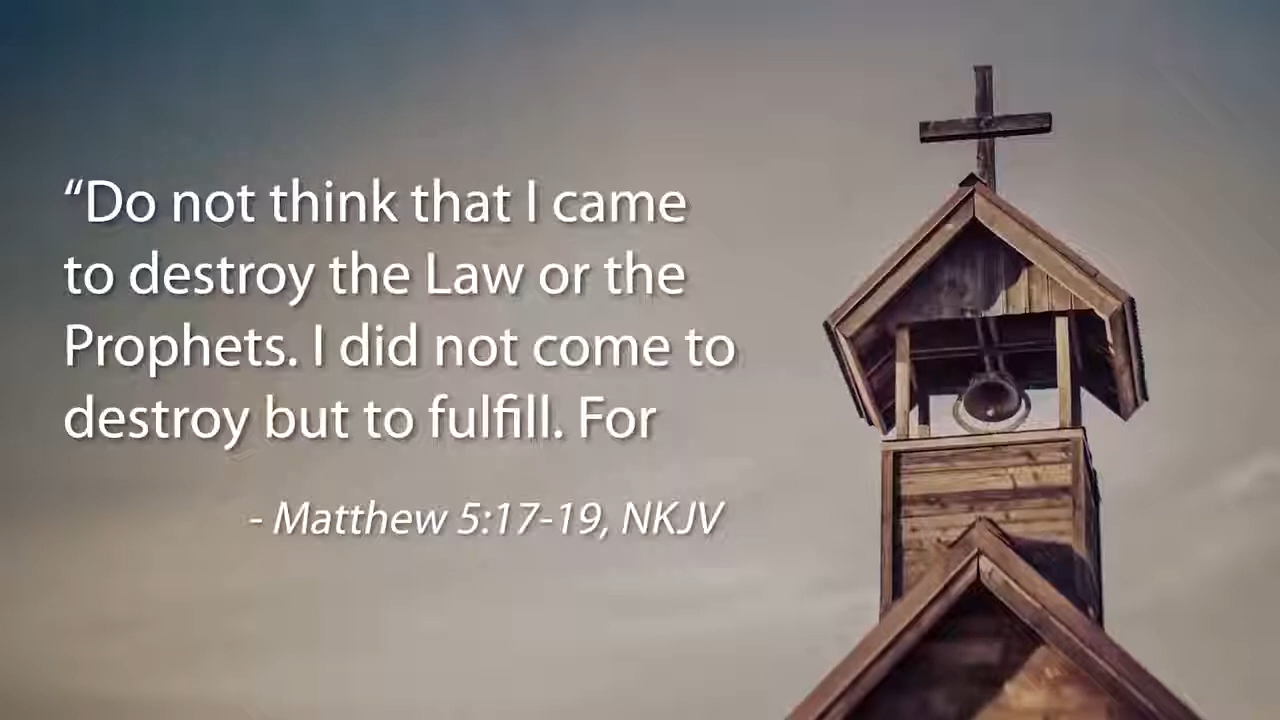 “Do not think that I came
to destroy the Law or the
Prophets. I did not come to
destroy but to fulfill. For
- Matthew 5:17-19, NKJV